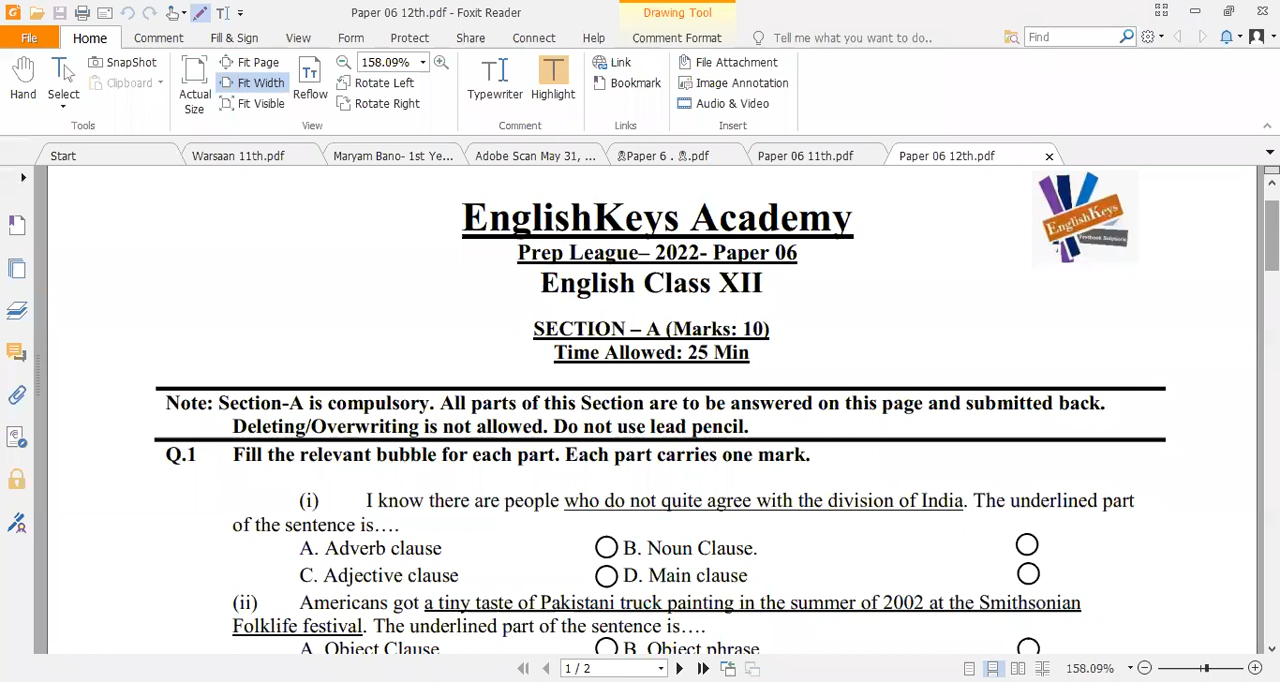 Paper 06 12th.pdf - Foxit Reader
Drawing Tool
File Home Comment Fill & Sign View Form Protect Share Connect Help Comment Format Tell me what you want to do.. Find
Hand
Select
SnapShot
Clipboard
Tools
Actual
Size
Fit Page
Fit Width
Fit Visible
Reflow
158.09%
Rotate Left
Rotate Right
View
Typewriter
Highlight
Comment
Link
Bookmark
Links
File Attachment
Image Annotation
Audio & Video
Insert
Start Warsaan 11th.pdf Maryam Bano- 1st Ye... Adobe Scan May 31, ... Paper 6 . .pdf Paper 06 11th.pdf Paper 06 12th.pdf
EnglishKeys Academy
EnglishKeys
Textbook Solutions
Prep League– 2022- Paper 06
English Class XII
SECTION – A (Marks: 10)
Time Allowed: 25 Min
Note: Section-A is compulsory. All parts of this Section are to be answered on this page and submitted back.
Deleting/Overwriting is not allowed. Do not use lead pencil.
Q.1 Fill the relevant bubble for each part. Each part carries one mark.
(i) I know there are people who do not quite agree with the division of India. The underlined part
of the sentence is….
A. Adverb clause B. Noun Clause.
C. Adjective clause D. Main clause
(ii) Americans got a tiny taste of Pakistani truck painting in the summer of 2002 at the Smithsonian
Folklife festival. The underlined part of the sentence is….
A. Object Clause B. Object phrase
1 / 2 158.09%